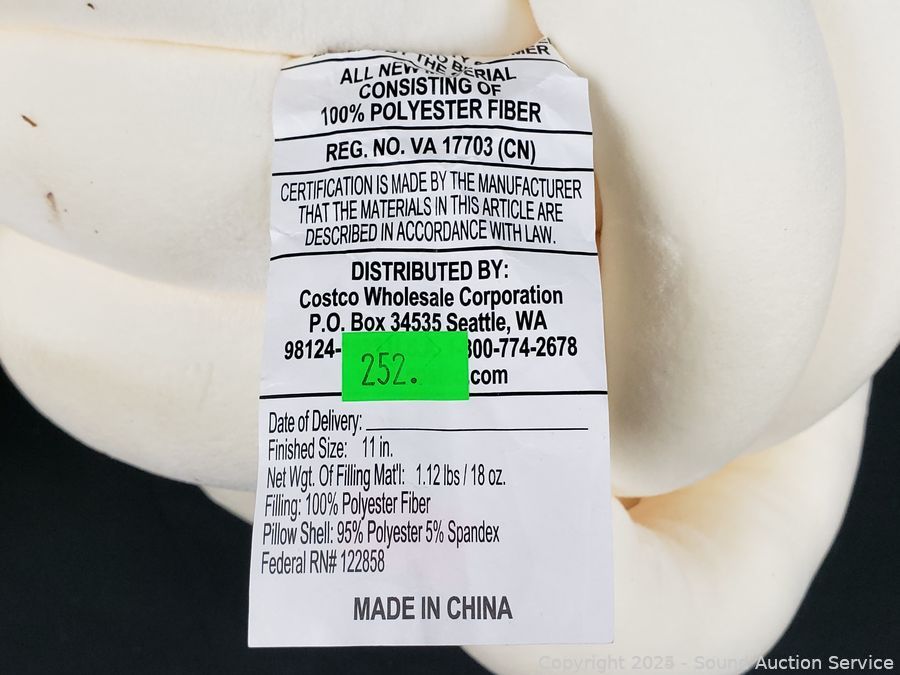 ALL NEW
CONSISTING OF
100% POLYESTER FIBER
REG. NO. VA 17703 (CN)
CERTIFICATION IS MADE BY THE MANUFACTURER
THAT THE MATERIALS IN THIS ARTICLE ARE
DESCRIBED IN ACCORDANCE WITH LAW.
DISTRIBUTED BY:
Costco Wholesale Corporation
P.O. Box 34535 Seattle, WA
98124- 800-774-2678
252. .com
Date of Delivery:
Finished Size: 11 in.
Net Wgt. Of Filling Mat'l: 1.12 lbs / 18 oz.
Filling: 100% Polyester Fiber
Pillow Shell: 95% Polyester 5% Spandex
Federal RN# 122858
MADE IN CHINA
Copyright - Sound Auction Service